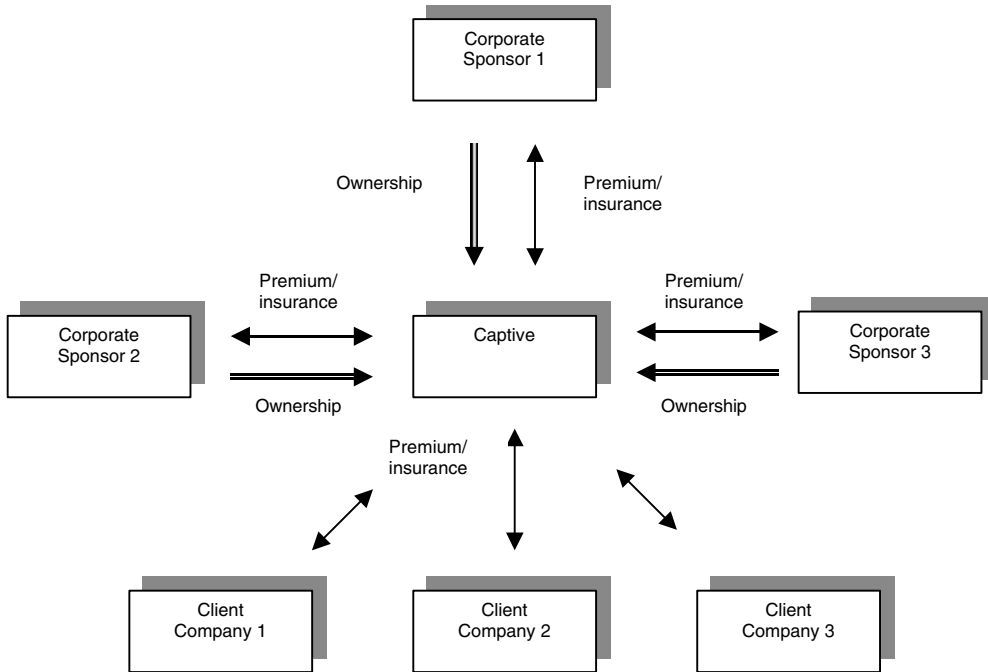 Corporate
Sponsor 1
Ownership
Premium/
insurance
Premium/
insurance
Premium/
insurance
Corporate
Sponsor 2
Captive
Corporate
Sponsor 3
Ownership
Ownership
Premium/
insurance
Client
Company 1
Client
Company 2
Client
Company 3